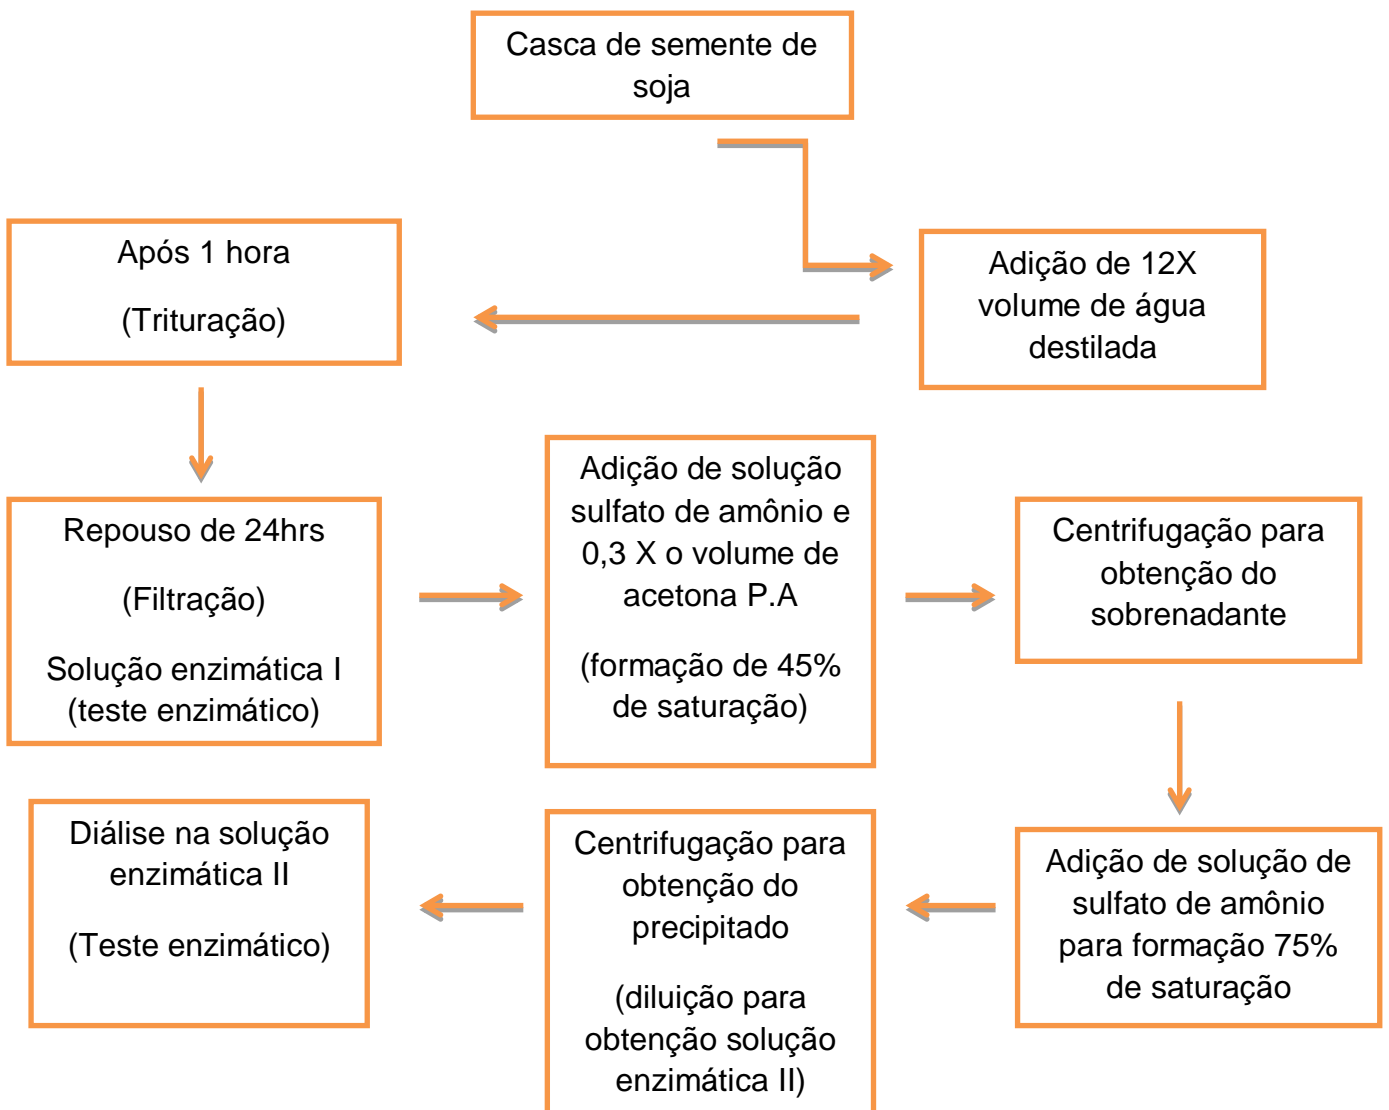 Casca de semente de
soja
Adição de 12X
volume de água
destilada
Após 1 hora
(Trituração)
Repouso de 24hrs
(Filtração)
Solução enzimática I
(teste enzimático)
Adição de solução
sulfato de amônio e
0,3 X o volume de
acetona P.A
(formação de 45%
de saturação)
Centrifugação para
obtenção do
sobrenadante
Adição de solução de
sulfato de amônio
para formação 75%
de saturação
Centrifugação para
obtenção do
precipitado
(diluição para
obtenção solução
enzimática II)
Diálise na solução
enzimática II
(Teste enzimático)